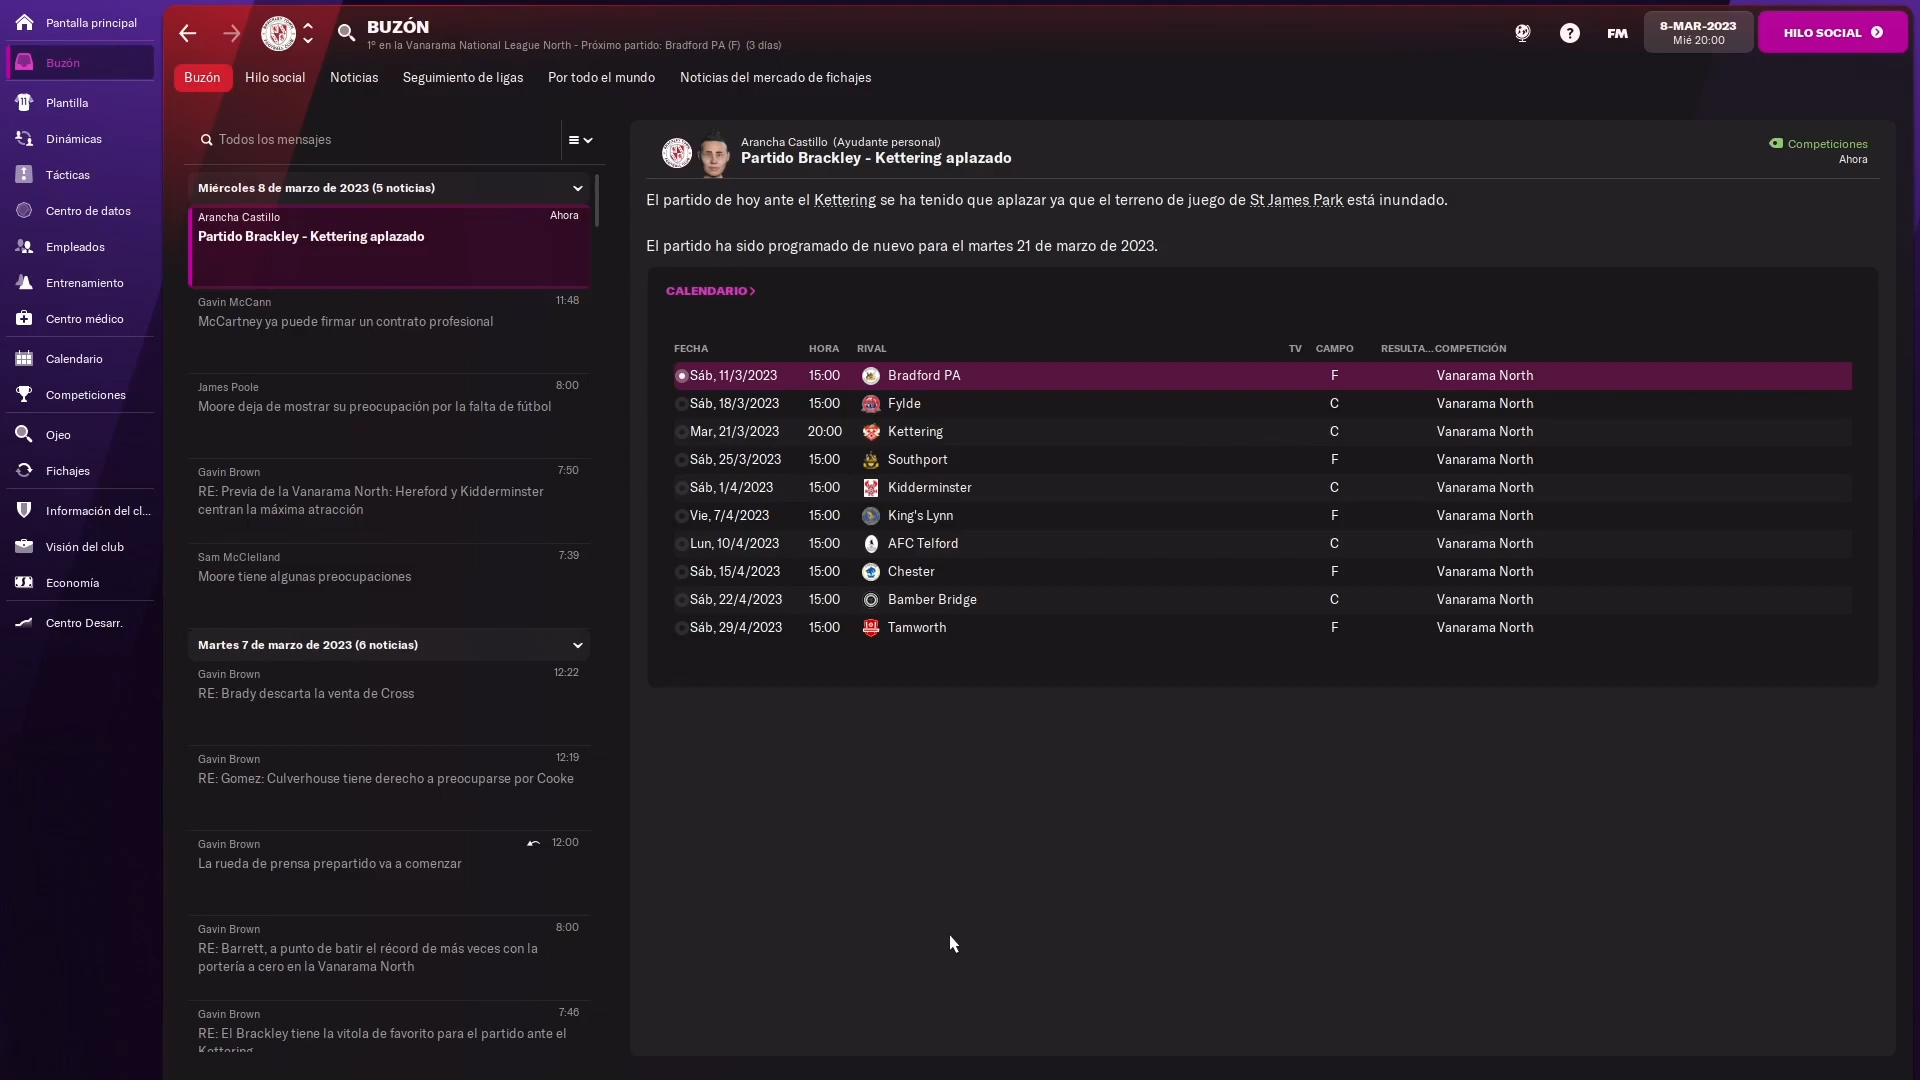 Pantalla principal
Buzón
Plantilla
Dinámicas
Tácticas
Centro de datos
Empleados
Entrenamiento
Centro médico
Calendario
Competiciones
Ojeo
Fichajes
Información del cl...
Visión del club
Economía
Centro Desarr.
BUZÓN
1º en la Vanarama National League North - Próximo partido: Bradford PA (F) (3 días)
FM
8-MAR-2023
Mié 20:00
HILO SOCIAL
Buzón
Hilo social
Noticias
Seguimiento de ligas
Por todo el mundo
Noticias del mercado de fichajes
Todos los mensajes
Miércoles 8 de marzo de 2023 (5 noticias)
Arancha Castillo Ahora
Partido Brackley - Kettering aplazado
Gavin McCann 11:48
McCartney ya puede firmar un contrato profesional
James Poole 8:00
Moore deja de mostrar su preocupación por la falta de fútbol
Gavin Brown 7:50
RE: Previa de la Vanarama North: Hereford y Kidderminster
centran la máxima atracción
Sam McClelland 7:39
Moore tiene algunas preocupaciones
Martes 7 de marzo de 2023 (6 noticias)
Gavin Brown 12:22
RE: Brady descarta la venta de Cross
Gavin Brown 12:19
RE: Gomez: Culverhouse tiene derecho a preocuparse por Cooke
Gavin Brown 12:00
La rueda de prensa prepartido va a comenzar
Gavin Brown 8:00
RE: Barrett, a punto de batir el récord de más veces con la
portería a cero en la Vanarama North
Gavin Brown 7:46
RE: El Brackley tiene la vitola de favorito para el partido ante el
Kettering
Arancha Castillo (Ayudante personal)
Partido Brackley - Kettering aplazado
Competiciones
Ahora
El partido de hoy ante el Kettering se ha tenido que aplazar ya que el terreno de juego de St James Park está inundado.
El partido ha sido programado de nuevo para el martes 21 de marzo de 2023.
CALENDARIO
FECHA HORA RIVAL TV CAMPO RESULTA... COMPETICIÓN
Sáb, 11/3/2023 15:00 Bradford PA F Vanarama North
Sáb, 18/3/2023 15:00 Fylde C Vanarama North
Mar, 21/3/2023 20:00 Kettering C Vanarama North
Sáb, 25/3/2023 15:00 Southport F Vanarama North
Sáb, 1/4/2023 15:00 Kidderminster C Vanarama North
Vie, 7/4/2023 15:00 King's Lynn F Vanarama North
Lun, 10/4/2023 15:00 AFC Telford C Vanarama North
Sáb, 15/4/2023 15:00 Chester F Vanarama North
Sáb, 22/4/2023 15:00 Bamber Bridge C Vanarama North
Sáb, 29/4/2023 15:00 Tamworth F Vanarama North